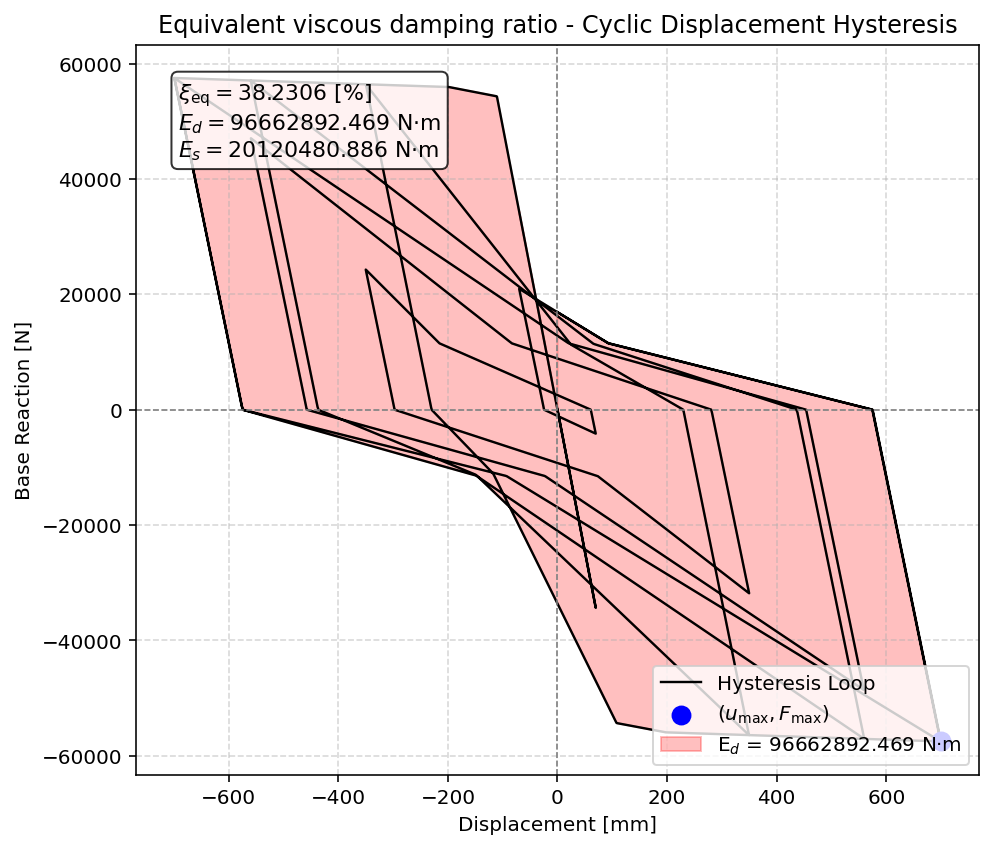 Equivalent viscous damping ratio - Cyclic Displacement Hysteresis
60000
40000
20000
0
−20000
−40000
−60000
Base Reaction [N]
ξeq = 38.2306 [%]
Ed = 96662892.469 N·m
Es = 20120480.886 N·m
Hysteresis Loop
(umax, Fmax)
Ed = 96662892.469 N·m
−600
−400
−200
0
200
400
600
Displacement [mm]